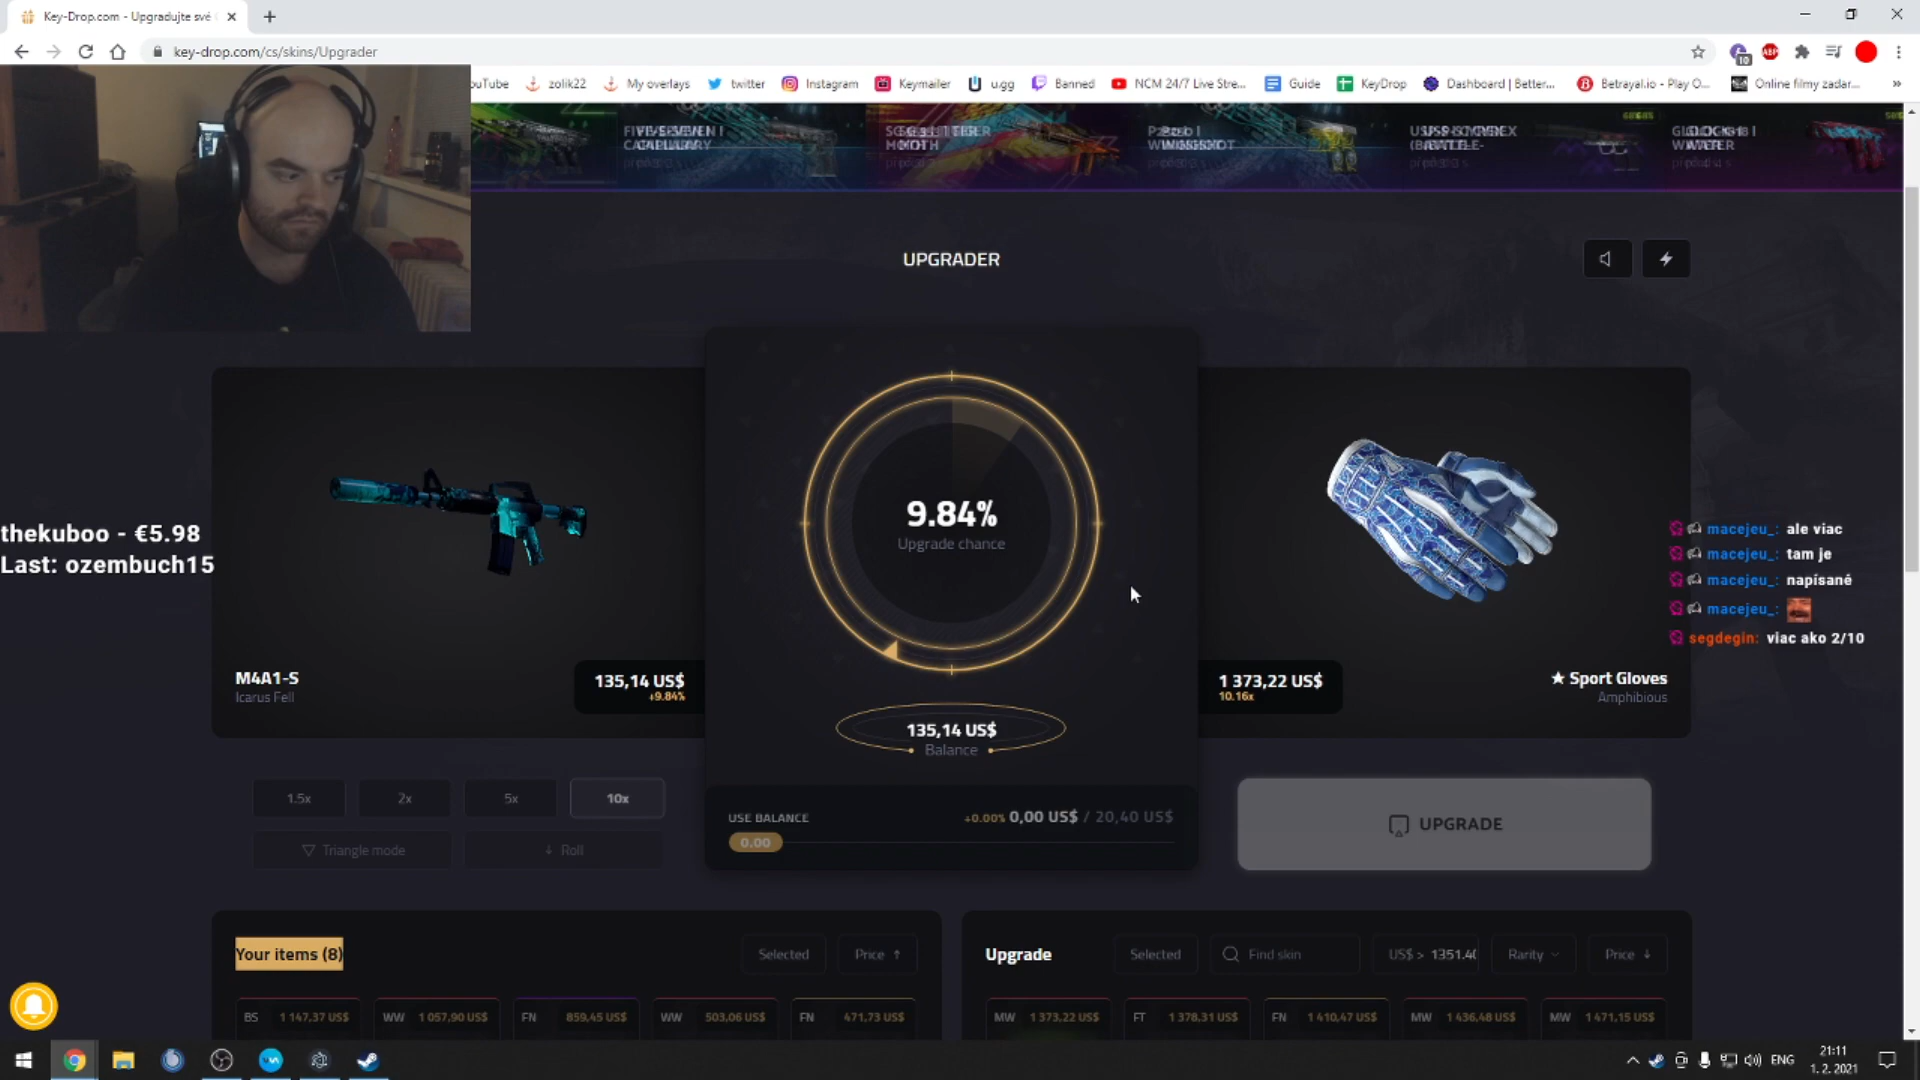 Key-Drop.com - Upgradujte své
key-drop.com/cs/skins/Upgrader
10
ABP
ouTube
zolik22
My overlays
twitter
Instagram
Keymailer
u.gg
Banned
NCM 24/7 Live Stre...
Guide
KeyDrop
Dashboard | Better...
Betrayal.io - Play O...
Online filmy zadar...
»
UPGRADER
9.84%
Upgrade chance
thekuboo - €5.98
Last: ozembuch15
macejeu_: ale viac
macejeu_: tam je
macejeu_: napísané
macejeu_:
segdegin: viac ako 2/10
M4A1-S
Icarus Fell
135,14 US$
+9.84%
1 373,22 US$
10.16x
★ Sport Gloves
Amphibious
135,14 US$
Balance
1.5x
2x
5x
10x
Triangle mode
Roll
USE BALANCE
+0.00% 0,00 US$ / 20,40 US$
0.00
UPGRADE
Your items (8)
Selected
Price
Upgrade
Selected
Find skin
US$ > 1351.4
Rarity
Price
BS 1 147,37 US$
WW 1 057,90 US$
FN 859,45 US$
WW 503,06 US$
FN 471,73 US$
MW 1 373,22 US$
FT 1 378,31 US$
FN 1 410,47 US$
MW 1 436,48 US$
MW 1 471,15 US$
ENG
21:11
1. 2. 2021